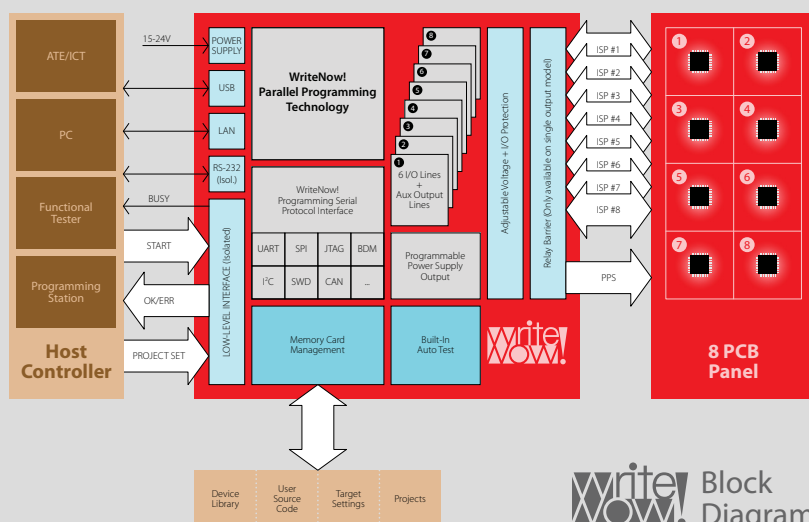 ATE/ICT
PC
Functional
Tester
Programming
Station
Host
Controller
15-24V
BUSY
START
OK/ERR
PROJECT SET
POWER
SUPPLY
USB
LAN
RS-232
(Isol.)
LOW-LEVEL INTERFACE (Isolated)
WriteNow!
Parallel Programming
Technology
WriteNow!
Programming Serial
Protocol Interface
UART
SPI
JTAG
BDM
I²C
SWD
CAN
...
Memory Card
Management
8
7
6
5
4
3
2
1
6 I/O Lines
+
Aux Output
Lines
Programmable
Power Supply
Output
Built-In
Auto Test
Adjustable Voltage + I/O Protection
Relay Barrier (Only available on single output model)
write
NOW!
ISP #1
ISP #2
ISP #3
ISP #4
ISP #5
ISP #6
ISP #7
ISP #8
PPS
1
2
3
4
5
6
7
8
8 PCB
Panel
Device
Library
User
Source
Code
Target
Settings
Projects
write
NOW!
Block
Diagram